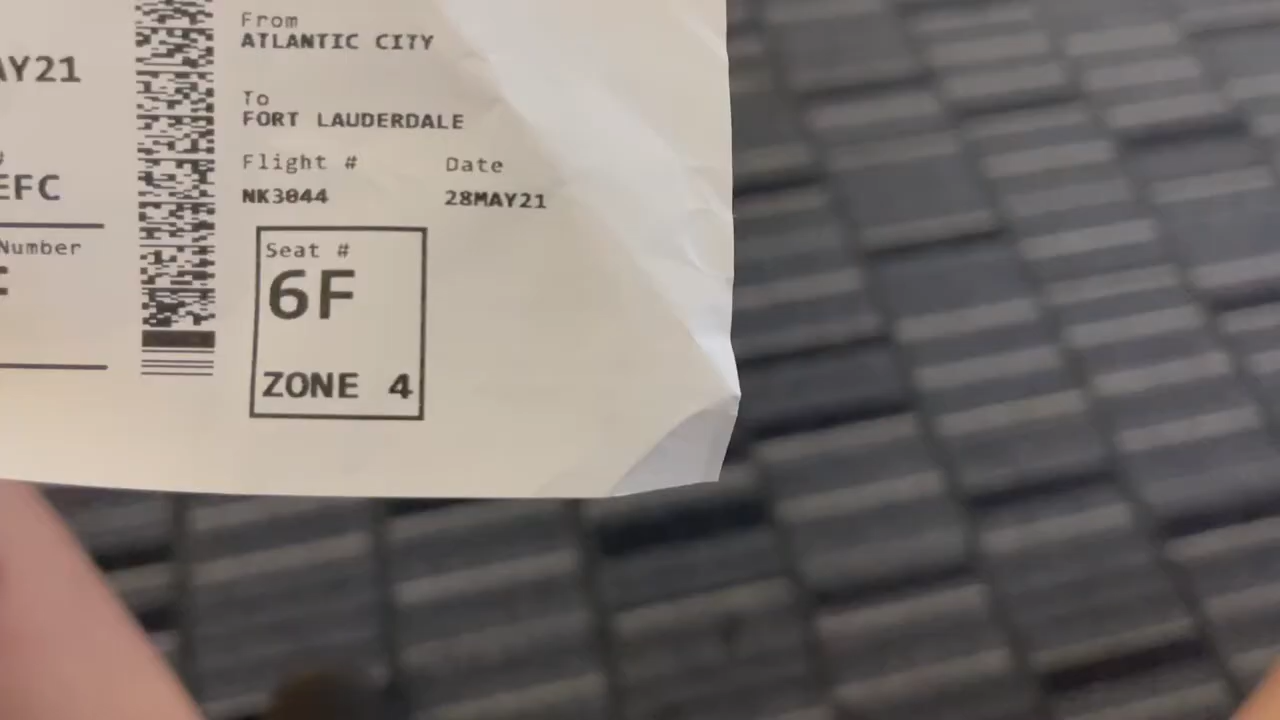 AY21
#
EFC
Number
F
From
ATLANTIC CITY
To
FORT LAUDERDALE
Flight # Date
NK3044 28MAY21
Seat #
6F
ZONE 4